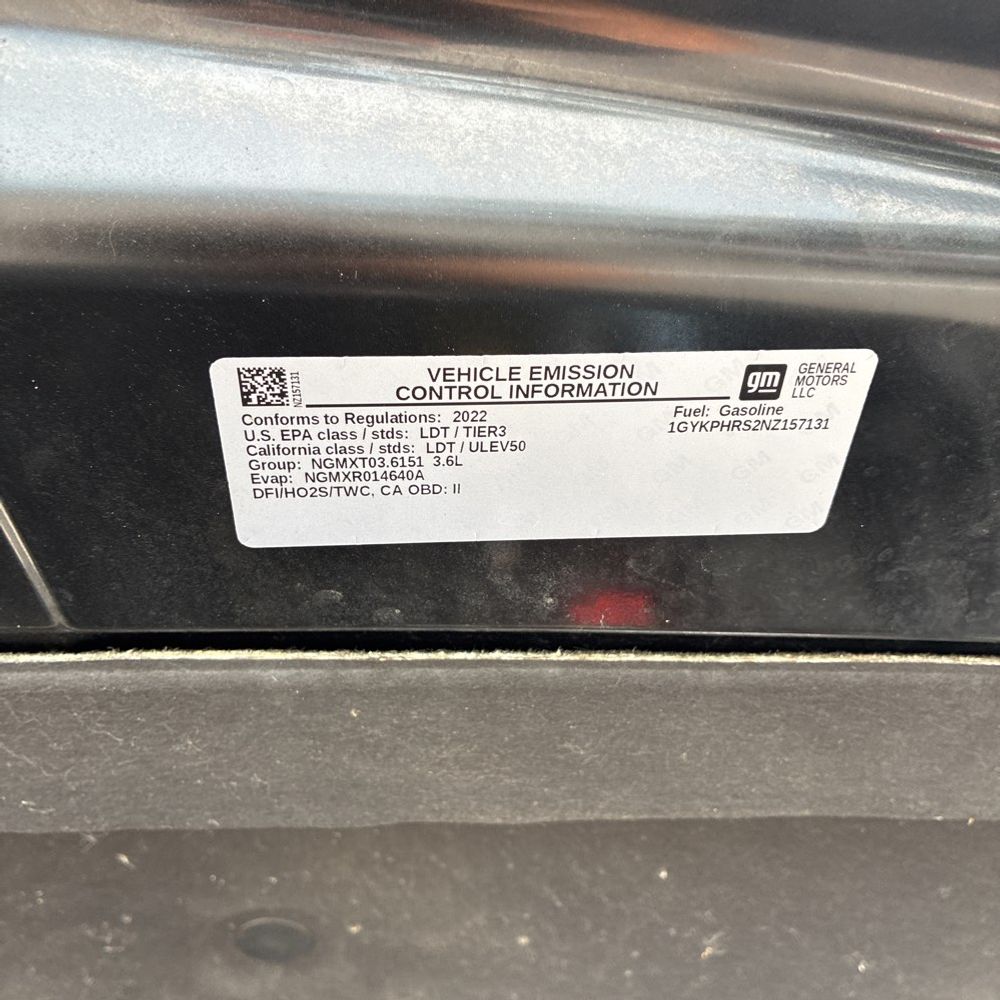 VEHICLE EMISSION
CONTROL INFORMATION
NZ157131
gm
GENERAL
MOTORS
LLC
Conforms to Regulations: 2022
U.S. EPA class / stds: LDT / TIER3
California class / stds: LDT / ULEV50
Group: NGMXT03.6151 3.6L
Evap: NGMXR014640A
DFI/HO2S/TWC, CA OBD: II
Fuel: Gasoline
1GYKPHRS2NZ157131